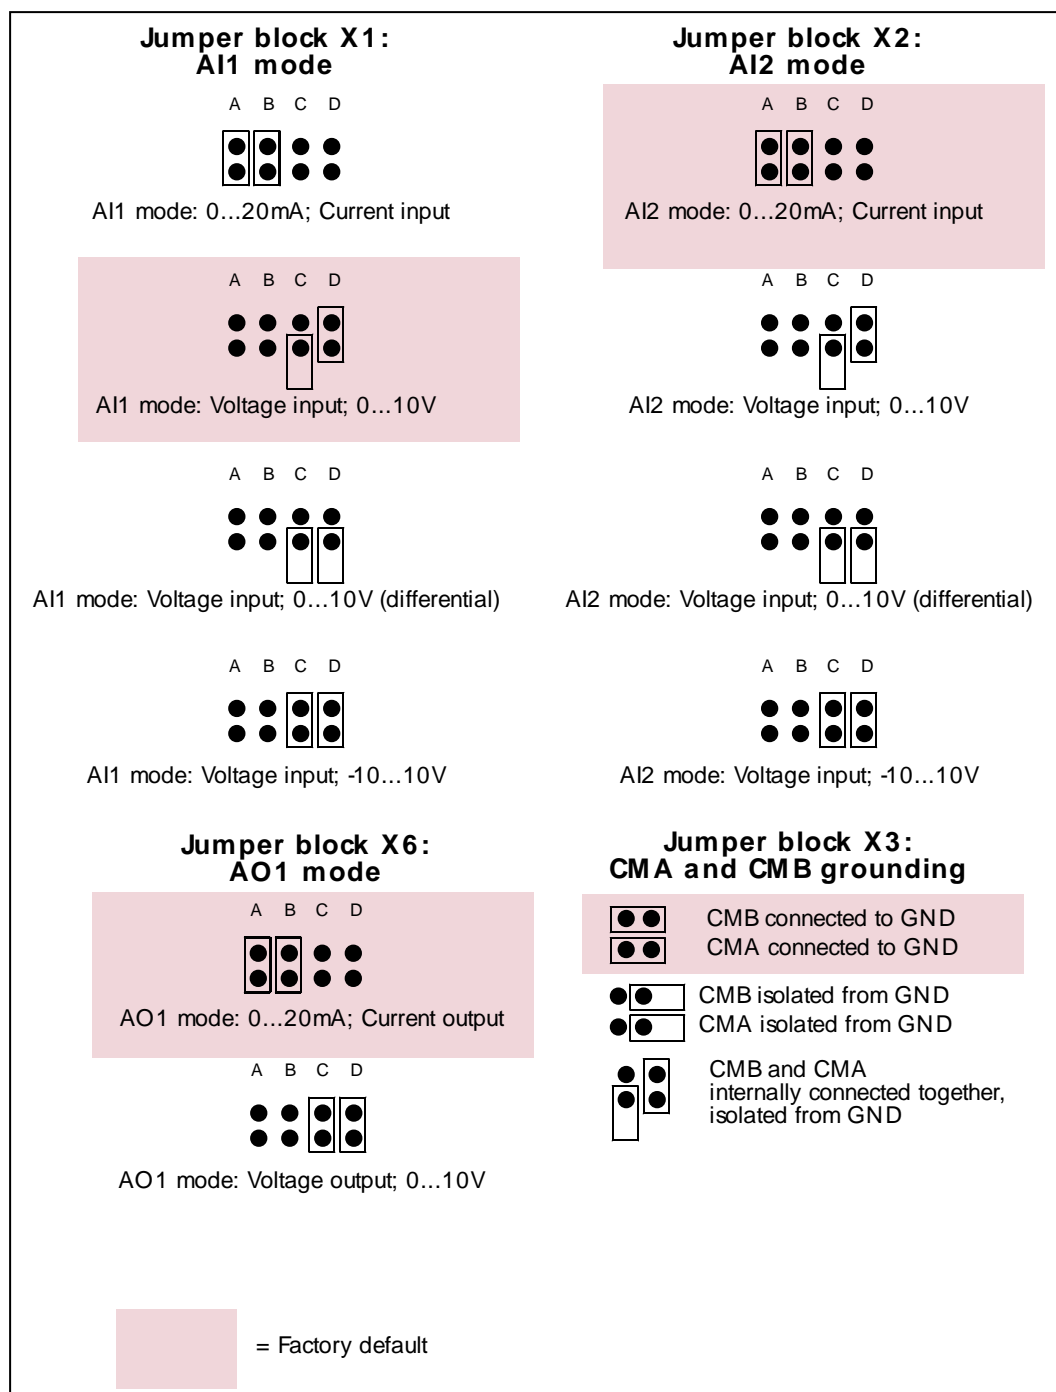 Jumper block X1:
AI1 mode
A B C D
AI1 mode: 0...20mA; Current input
A B C D
AI1 mode: Voltage input; 0...10V
A B C D
AI1 mode: Voltage input; 0...10V (differential)
A B C D
AI1 mode: Voltage input; -10...10V
Jumper block X2:
AI2 mode
A B C D
AI2 mode: 0...20mA; Current input
A B C D
AI2 mode: Voltage input; 0...10V
A B C D
AI2 mode: Voltage input; 0...10V (differential)
A B C D
AI2 mode: Voltage input; -10...10V
Jumper block X6:
AO1 mode
A B C D
AO1 mode: 0...20mA; Current output
A B C D
AO1 mode: Voltage output; 0...10V
Jumper block X3:
CMA and CMB grounding
CMB connected to GND
CMA connected to GND
CMB isolated from GND
CMA isolated from GND
CMB and CMA
internally connected together,
isolated from GND
= Factory default